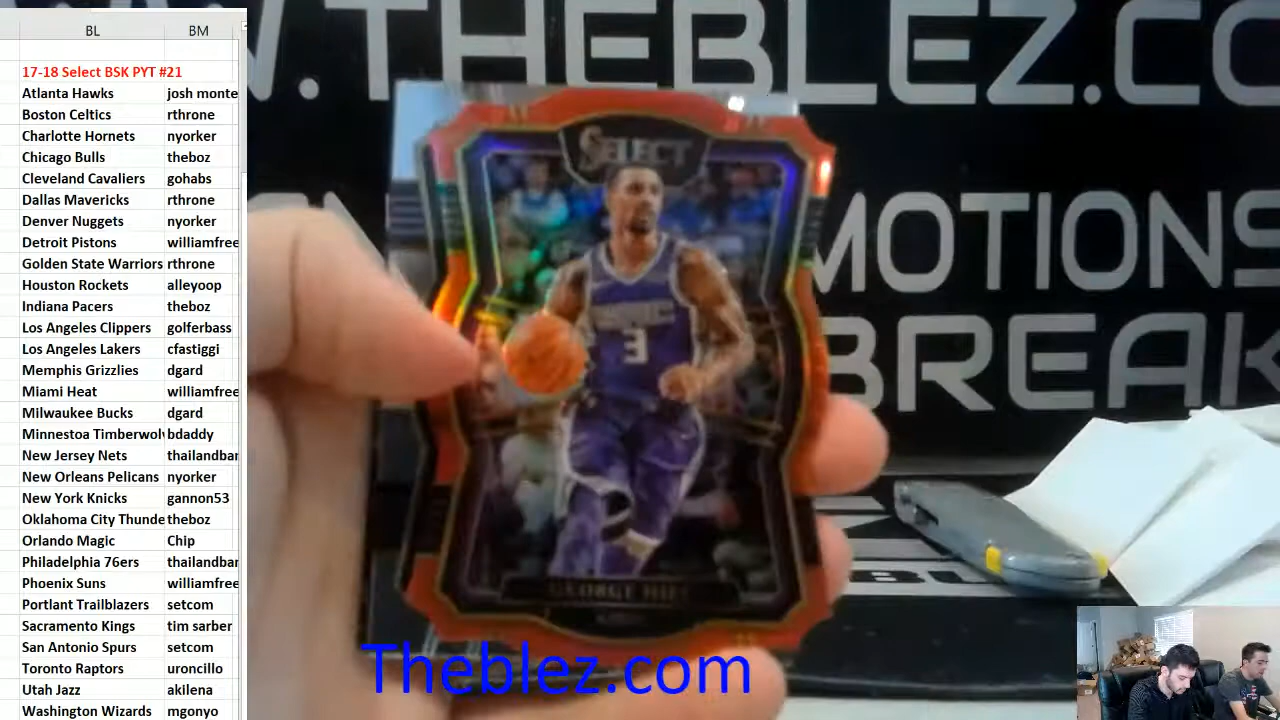 BL BM
17-18 Select BSK PYT #21
Atlanta Hawks josh monte
Boston Celtics rthrone
Charlotte Hornets nyorker
Chicago Bulls theboz
Cleveland Cavaliers gohabs
Dallas Mavericks rthrone
Denver Nuggets nyorker
Detroit Pistons williamfree
Golden State Warriors rthrone
Houston Rockets alleyoop
Indiana Pacers theboz
Los Angeles Clippers golferbass
Los Angeles Lakers cfastiggi
Memphis Grizzlies dgard
Miami Heat williamfree
Milwaukee Bucks dgard
Minnestoa Timberwolv bdaddy
New Jersey Nets thailandbar
New Orleans Pelicans nyorker
New York Knicks gannon53
Oklahoma City Thunde theboz
Orlando Magic Chip
Philadelphia 76ers thailandbar
Phoenix Suns williamfree
Portlant Trailblazers setcom
Sacramento Kings tim sarber
San Antonio Spurs setcom
Toronto Raptors uroncillo
Utah Jazz akilena
Washington Wizards mgonyo
W.THEBLEZ.C
MOTIONS
BREAK
SELECT
3
GEORGE HILL
Theblez.com